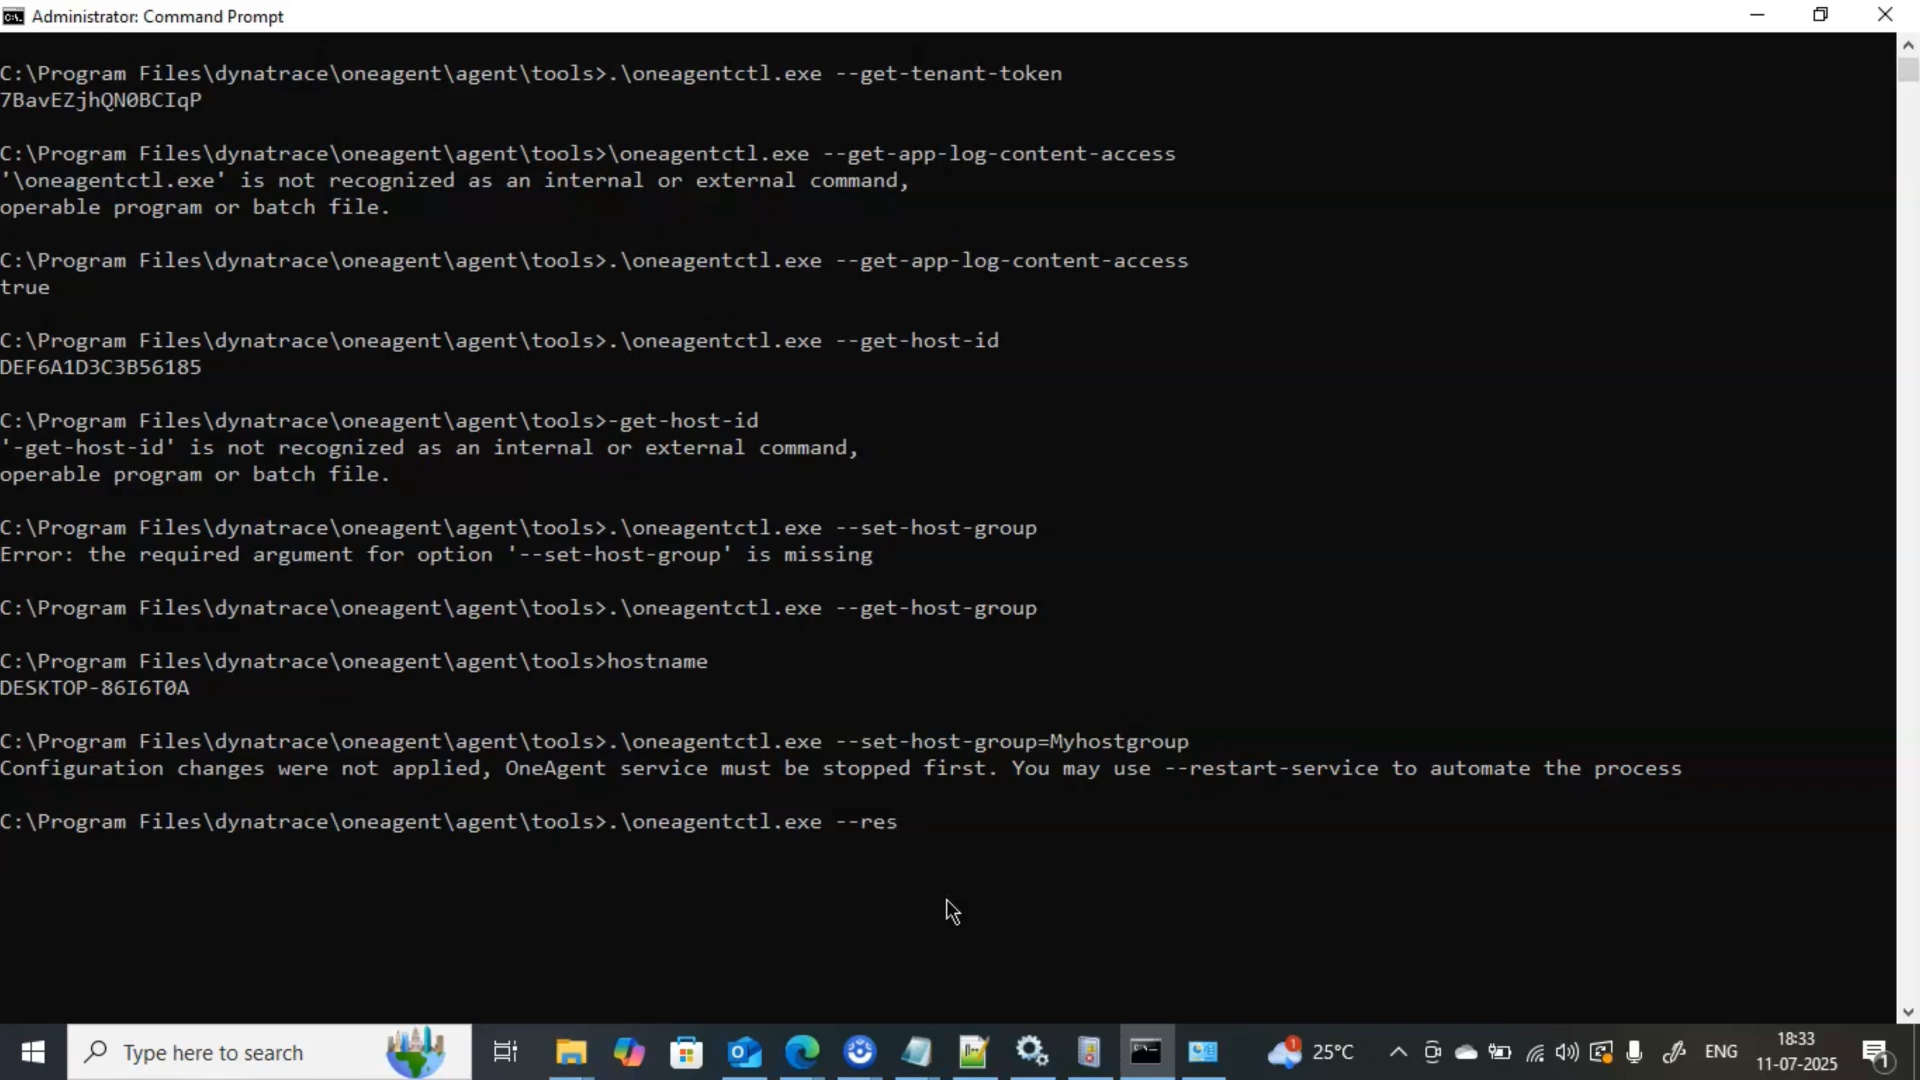 Administrator: Command Prompt
C:\Program Files\dynatrace\oneagent\agent\tools>.\oneagentctl.exe --get-tenant-token
7BavEZjhQN0BCIqP
C:\Program Files\dynatrace\oneagent\agent\tools>\oneagentctl.exe --get-app-log-content-access
'\oneagentctl.exe' is not recognized as an internal or external command,
operable program or batch file.
C:\Program Files\dynatrace\oneagent\agent\tools>.\oneagentctl.exe --get-app-log-content-access
true
C:\Program Files\dynatrace\oneagent\agent\tools>.\oneagentctl.exe --get-host-id
DEF6A1D3C3B56185
C:\Program Files\dynatrace\oneagent\agent\tools>-get-host-id
'-get-host-id' is not recognized as an internal or external command,
operable program or batch file.
C:\Program Files\dynatrace\oneagent\agent\tools>.\oneagentctl.exe --set-host-group
Error: the required argument for option '--set-host-group' is missing
C:\Program Files\dynatrace\oneagent\agent\tools>.\oneagentctl.exe --get-host-group
C:\Program Files\dynatrace\oneagent\agent\tools>hostname
DESKTOP-86I6T0A
C:\Program Files\dynatrace\oneagent\agent\tools>.\oneagentctl.exe --set-host-group=Myhostgroup
Configuration changes were not applied, OneAgent service must be stopped first. You may use --restart-service to automate the process
C:\Program Files\dynatrace\oneagent\agent\tools>.\oneagentctl.exe --res
Type here to search
1
25°C
ENG
18:33
11-07-2025
1